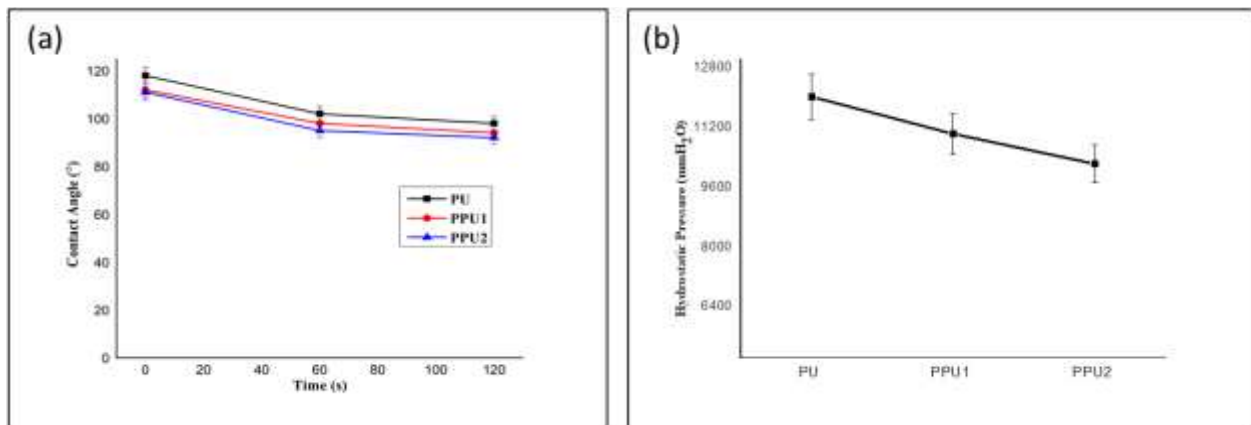 (a)
120
100
80
60
40
20
0
Contact Angle (°)
0 20 40 60 80 100 120
Time (s)
PU
PPU1
PPU2
(b)
12800
11200
9600
8000
6400
Hydrostatic Pressure (mmH₂O)
PU PPU1 PPU2